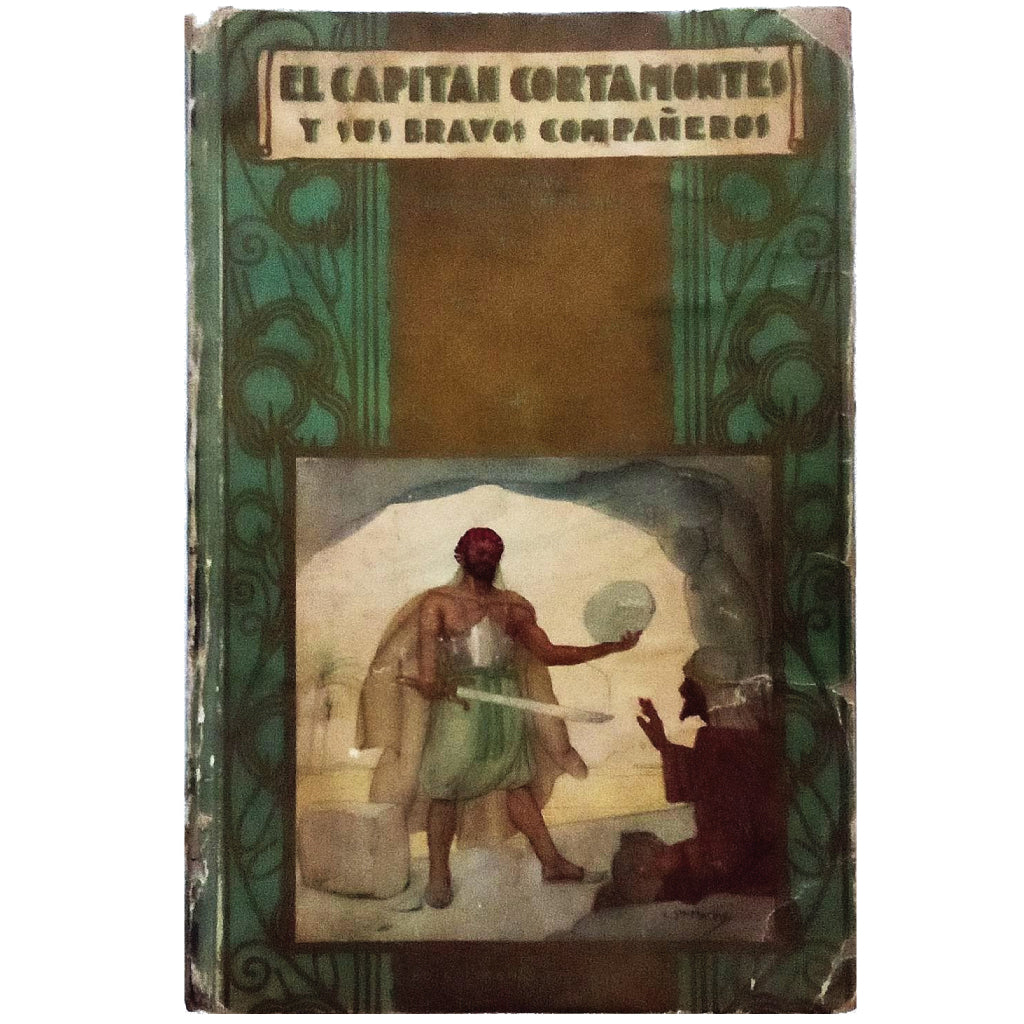 EL CAPITAN CORTAMONTES
Y SUS BRAVOS COMPAÑEROS